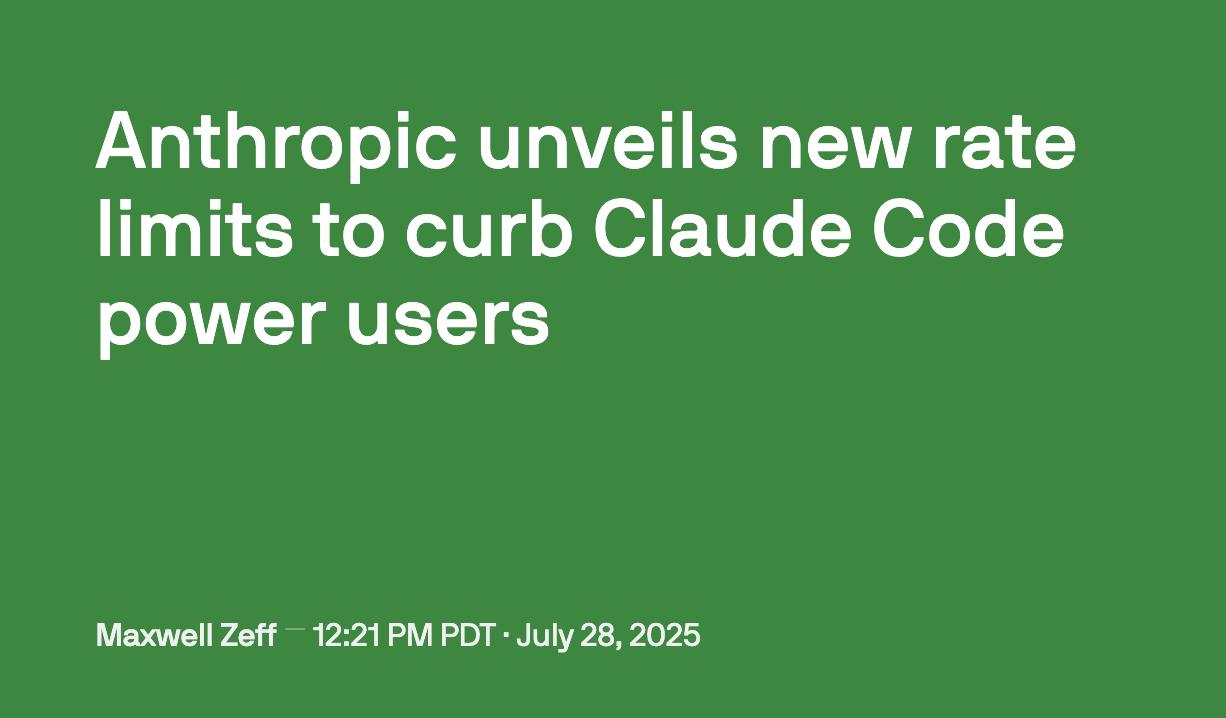 Anthropic unveils new rate
limits to curb Claude Code
power users
Maxwell Zeff — 12:21 PM PDT · July 28, 2025